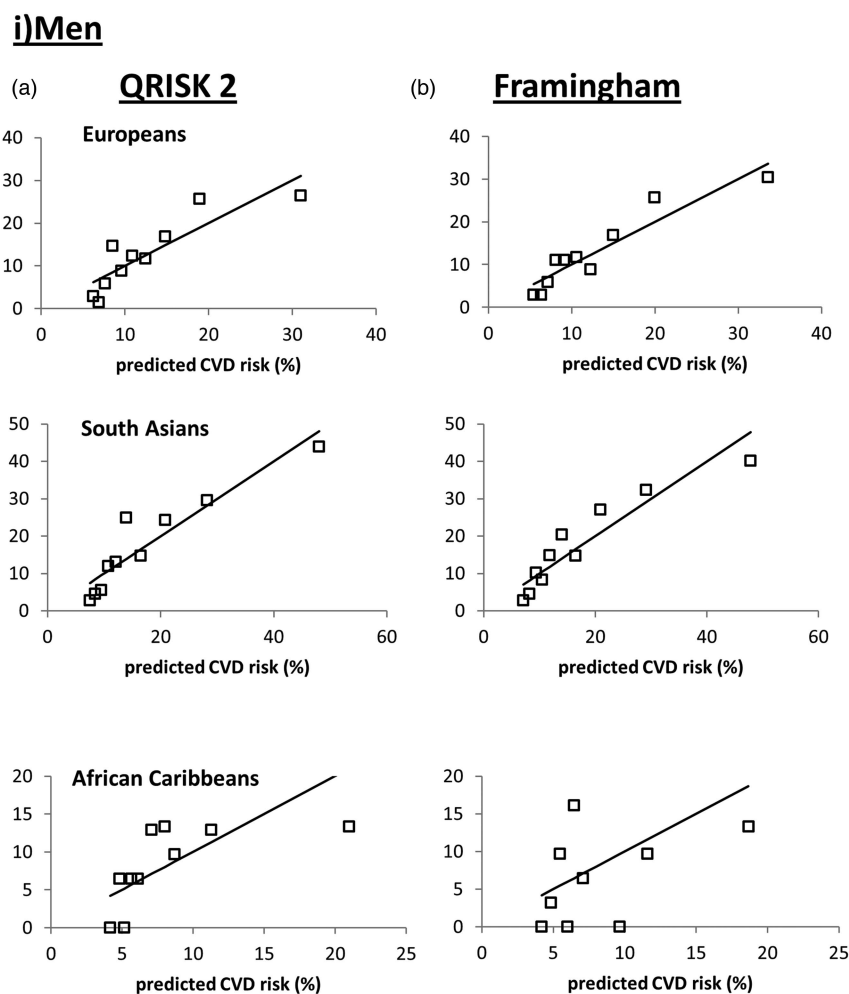 i)Men
(a) QRISK 2 (b) Framingham
Europeans
40 40
30 30
20 20
10 10
0 0
0 10 20 30 40 0 10 20 30 40
predicted CVD risk (%) predicted CVD risk (%)
South Asians
50 50
40 40
30 30
20 20
10 10
0 0
0 20 40 60 0 20 40 60
predicted CVD risk (%) predicted CVD risk (%)
African Caribbeans
20 20
15 15
10 10
5 5
0 0
0 5 10 15 20 25 0 5 10 15 20 25
predicted CVD risk (%) predicted CVD risk (%)